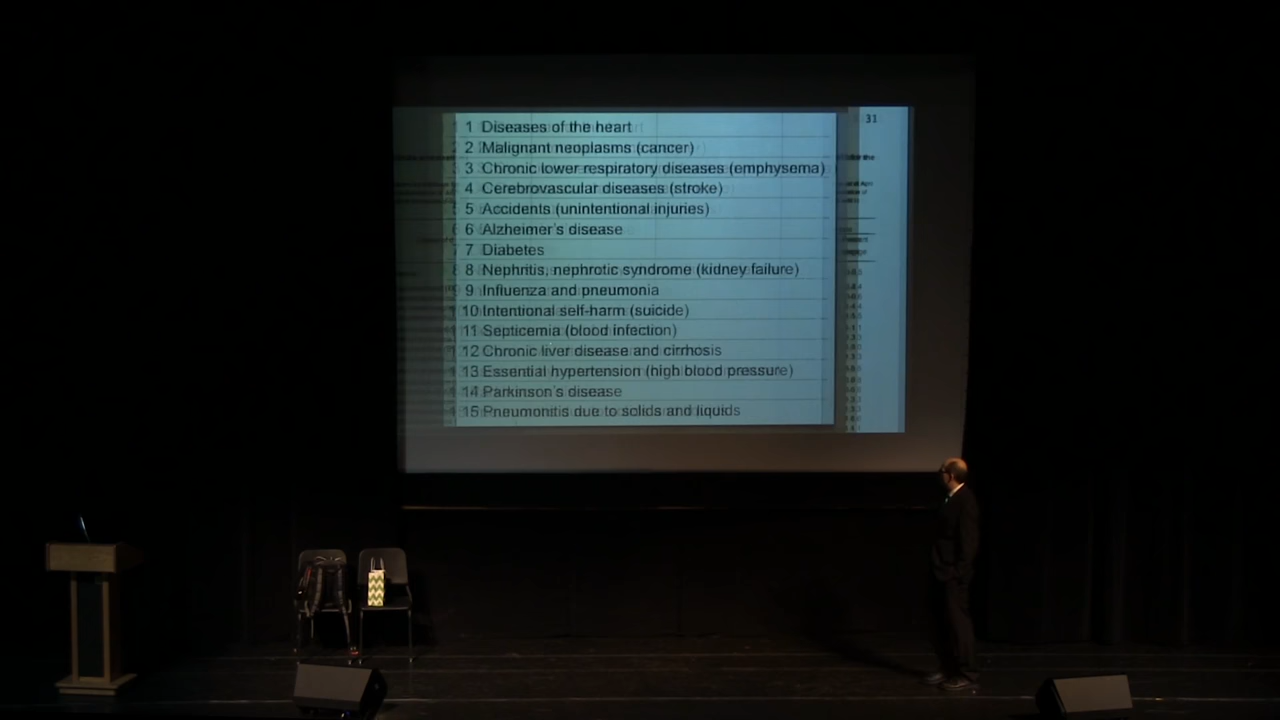 31
1 Diseases of the heart
2 Malignant neoplasms (cancer)
3 Chronic lower respiratory diseases (emphysema)
4 Cerebrovascular diseases (stroke)
5 Accidents (unintentional injuries)
6 Alzheimer's disease
7 Diabetes
8 Nephritis, nephrotic syndrome (kidney failure)
9 Influenza and pneumonia
10 Intentional self-harm (suicide)
11 Septicemia (blood infection)
12 Chronic liver disease and cirrhosis
13 Essential hypertension (high blood pressure)
14 Parkinson's disease
15 Pneumonitis due to solids and liquids